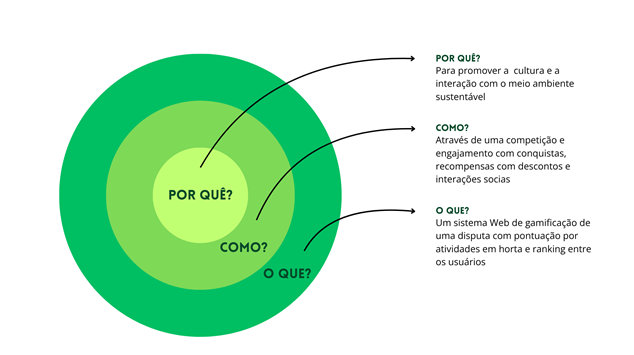 POR QUÊ?
COMO?
O QUE?
POR QUÊ?
Para promover a cultura e a
interação com o meio ambiente
sustentável
COMO?
Através de uma competição e
engajamento com conquistas,
recompensas com descontos e
interações socias
O QUE?
Um sistema Web de gamificação de
uma disputa com pontuação por
atividades em horta e ranking entre
os usuários